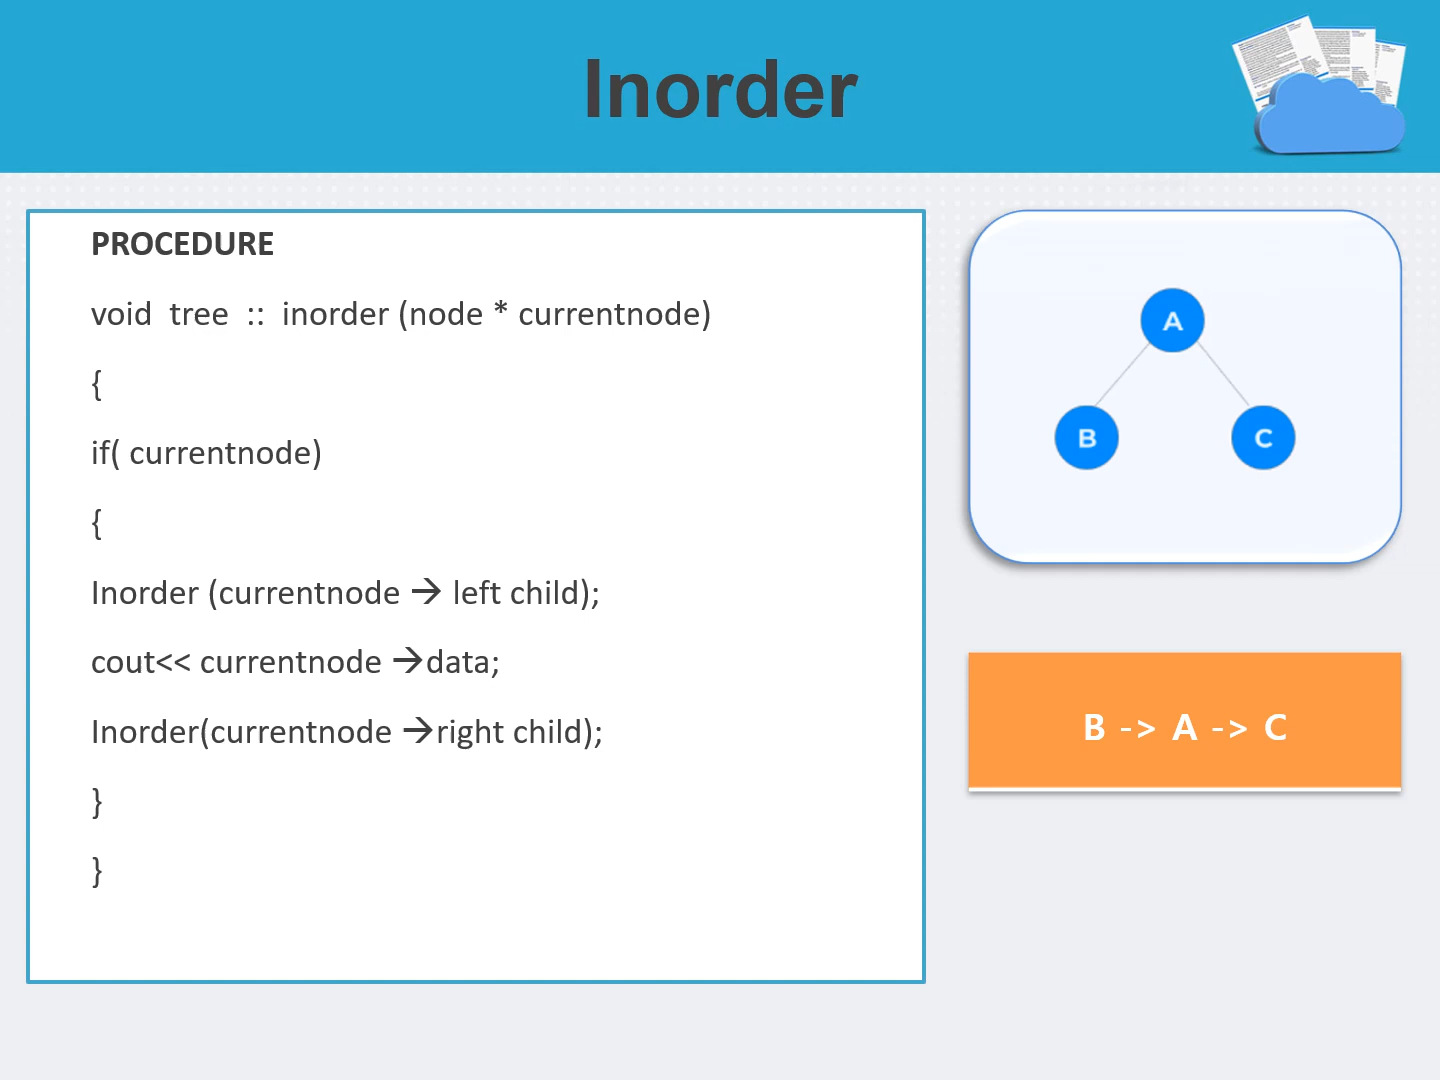 Inorder
PROCEDURE
void tree :: inorder (node * currentnode)
{
if( currentnode)
{
Inorder (currentnode → left child);
cout<< currentnode →data;
Inorder(currentnode →right child);
}
}
A
B
C
B -> A -> C